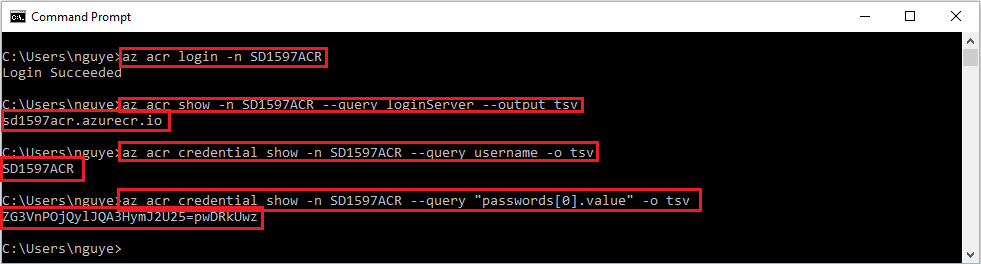 Command Prompt
C:\Users\nguye>az acr login -n SD1597ACR
Login Succeeded
C:\Users\nguye>az acr show -n SD1597ACR --query loginServer --output tsv
sd1597acr.azurecr.io
C:\Users\nguye>az acr credential show -n SD1597ACR --query username -o tsv
SD1597ACR
C:\Users\nguye>az acr credential show -n SD1597ACR --query "passwords[0].value" -o tsv
ZG3VnPOjQylJQA3HymJ2U25=pwDRkUwz
C:\Users\nguye>